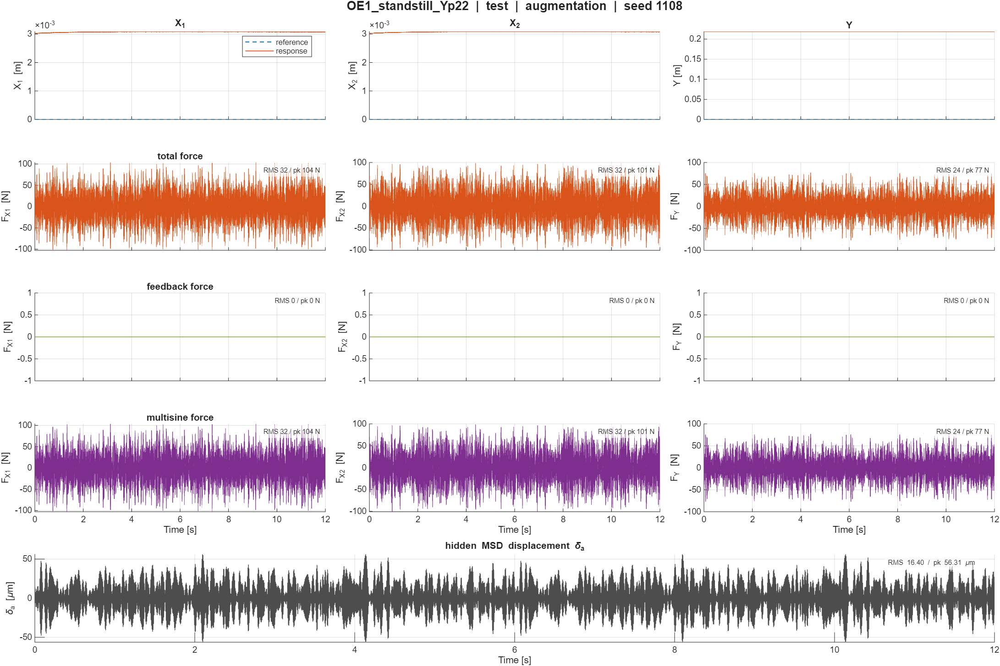 OE1_standstill_Yp22 | test | augmentation | seed 1108
X1
X2
Y
×10-3
3
2
1
0
X1 [m]
reference
response
×10-3
3
2
1
0
X2 [m]
0.2
0.15
0.1
0.05
0
Y [m]
total force
100
50
0
-50
-100
FX1 [N]
RMS 32 / pk 104 N
100
50
0
-50
-100
FX2 [N]
RMS 32 / pk 101 N
100
50
0
-50
-100
FY [N]
RMS 24 / pk 77 N
feedback force
1
0.5
0
-0.5
-1
FX1 [N]
RMS 0 / pk 0 N
1
0.5
0
-0.5
-1
FX2 [N]
RMS 0 / pk 0 N
1
0.5
0
-0.5
-1
FY [N]
RMS 0 / pk 0 N
multisine force
100
50
0
-50
-100
FX1 [N]
RMS 32 / pk 104 N
0 2 4 6 8 10 12
Time [s]
100
50
0
-50
-100
FX2 [N]
RMS 32 / pk 101 N
0 2 4 6 8 10 12
Time [s]
100
50
0
-50
-100
FY [N]
RMS 24 / pk 77 N
0 2 4 6 8 10 12
Time [s]
hidden MSD displacement δa
50
0
-50
δa [μm]
RMS 16.40 / pk 56.31 μm
0 2 4 6 8 10 12
Time [s]